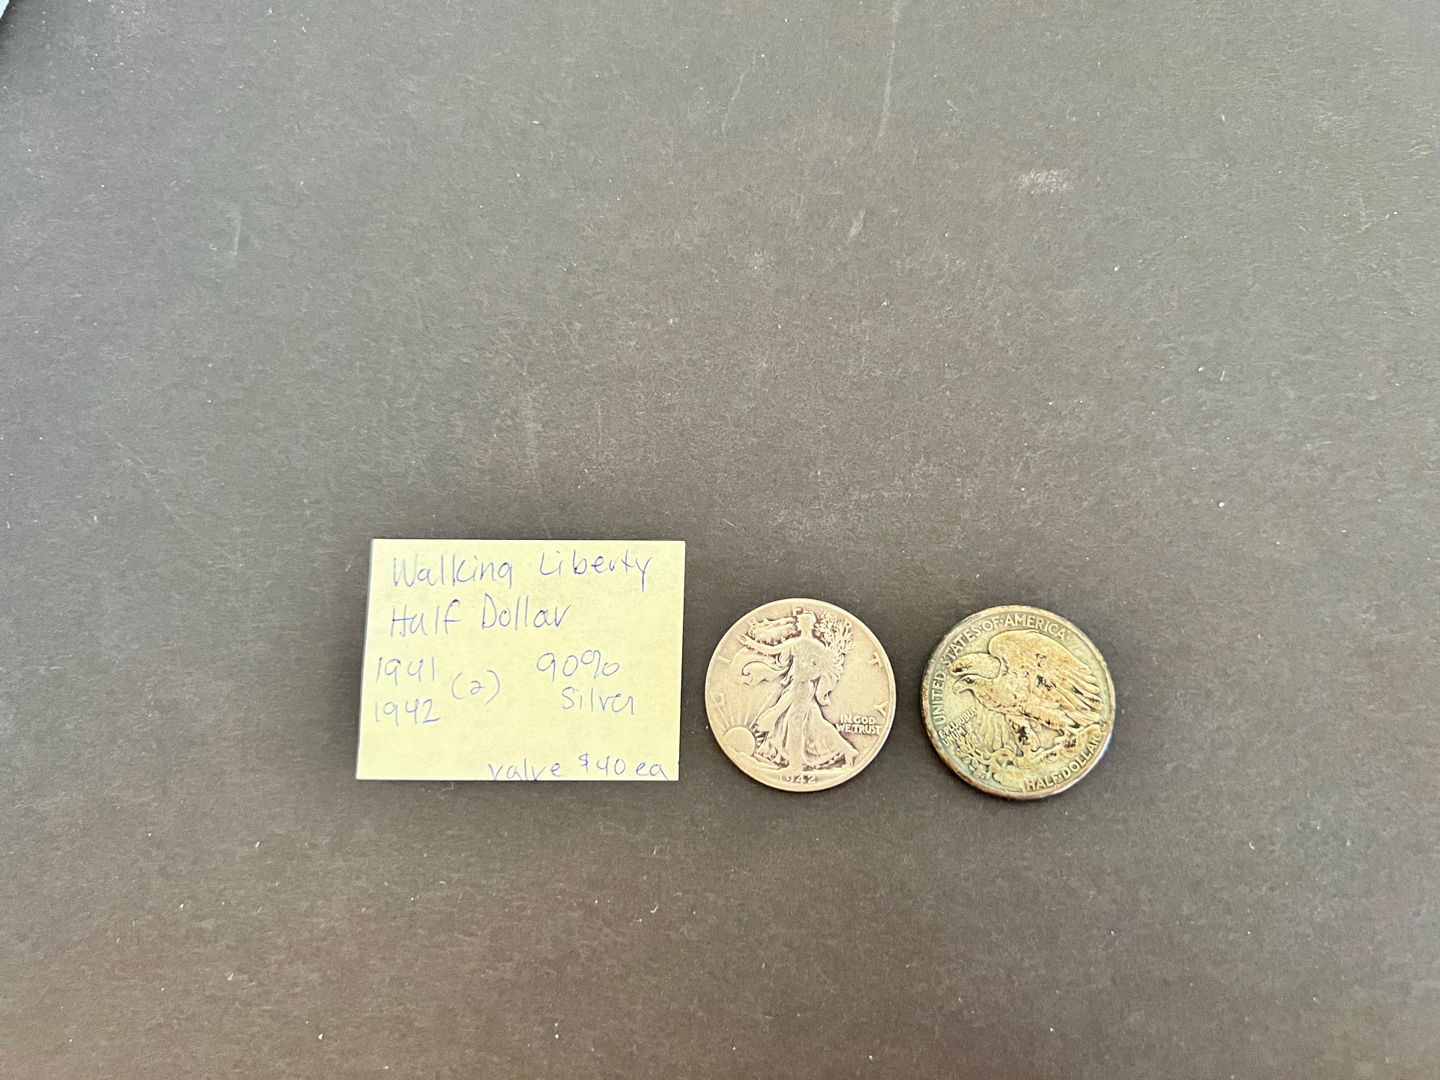 Walking Liberty
Half Dollar
1941 (2) 90%
1942 Silver
value $40 ea
L I T Y
IN GOD
WE TRUST
1942
UNITED STATES OF AMERICA
HALF DOLLAR